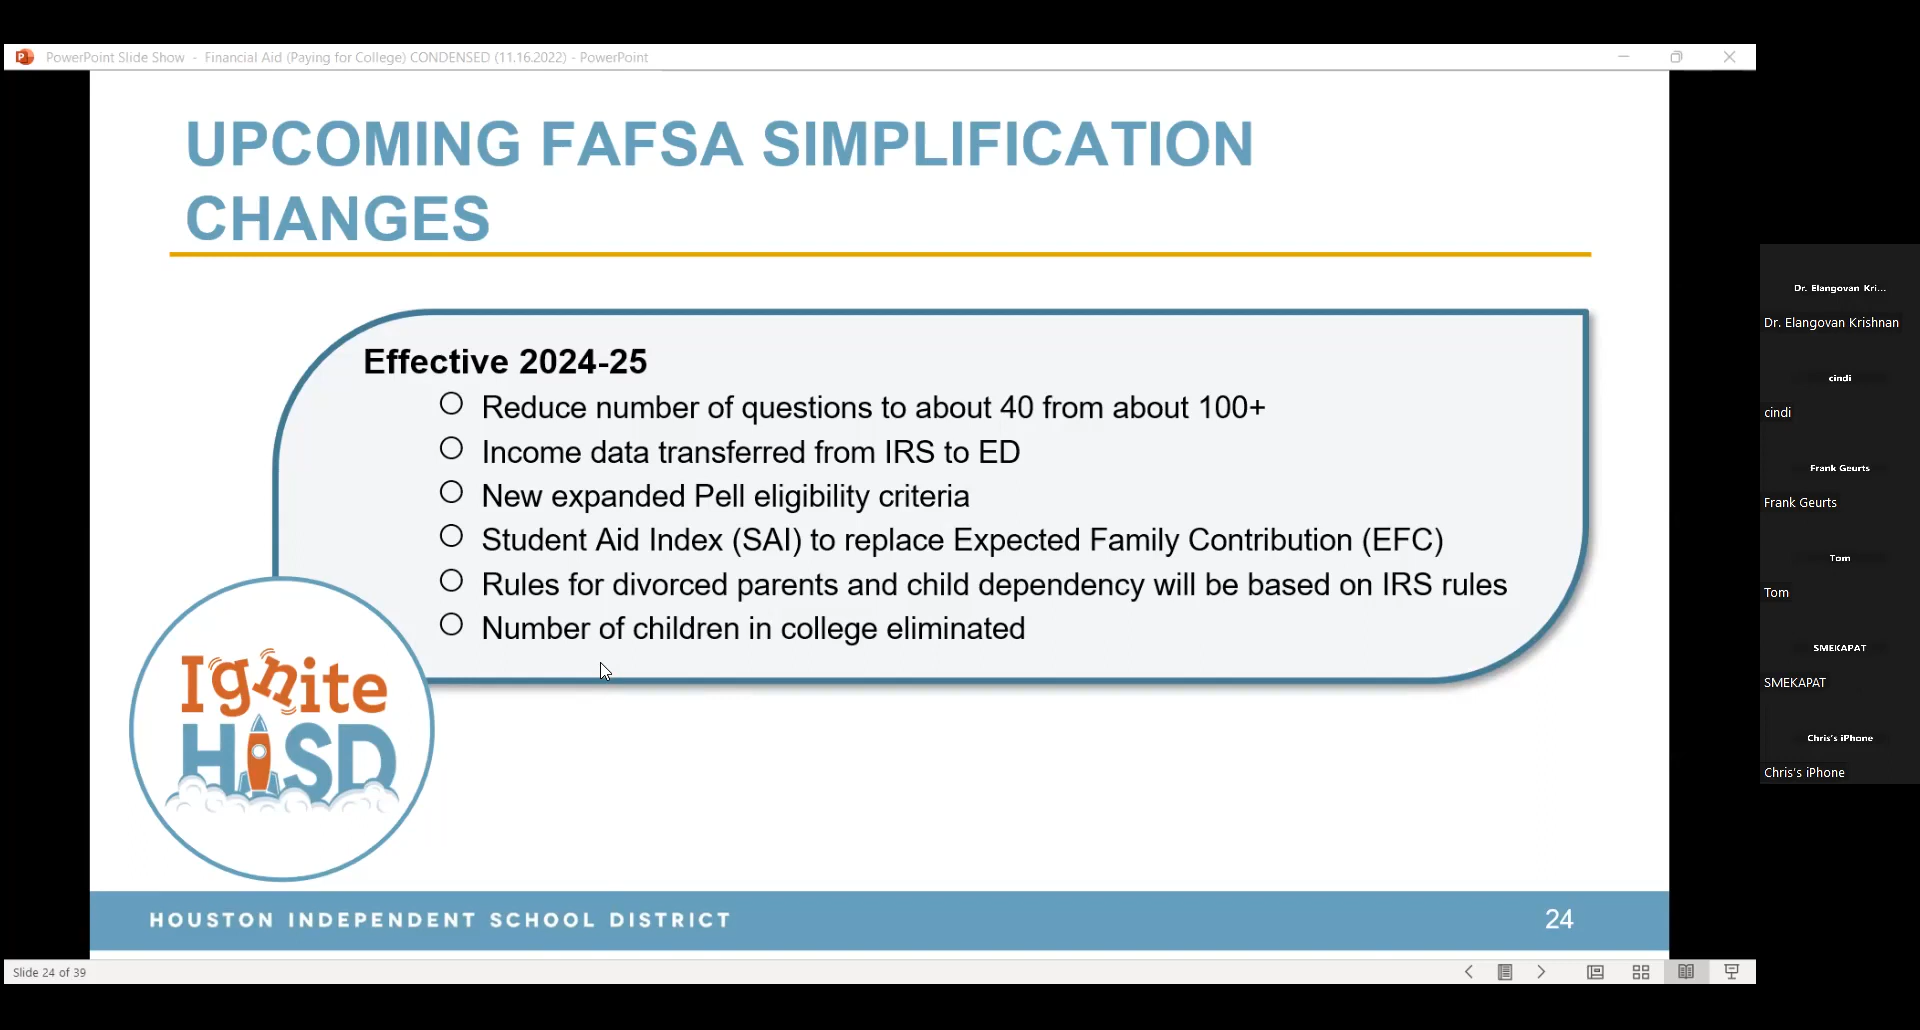 PowerPoint Slide Show - Financial Aid (Paying for College) CONDENSED (11.16.2022) - PowerPoint
UPCOMING FAFSA SIMPLIFICATION
CHANGES
Effective 2024-25
Reduce number of questions to about 40 from about 100+
Income data transferred from IRS to ED
New expanded Pell eligibility criteria
Student Aid Index (SAI) to replace Expected Family Contribution (EFC)
Rules for divorced parents and child dependency will be based on IRS rules
Number of children in college eliminated
Ignite
HISD
HOUSTON INDEPENDENT SCHOOL DISTRICT
24
Slide 24 of 39
Dr. Elangovan Kri...
Dr. Elangovan Krishnan
cindi
cindi
Frank Geurts
Frank Geurts
Tom
Tom
SMEKAPAT
SMEKAPAT
Chris's iPhone
Chris's iPhone